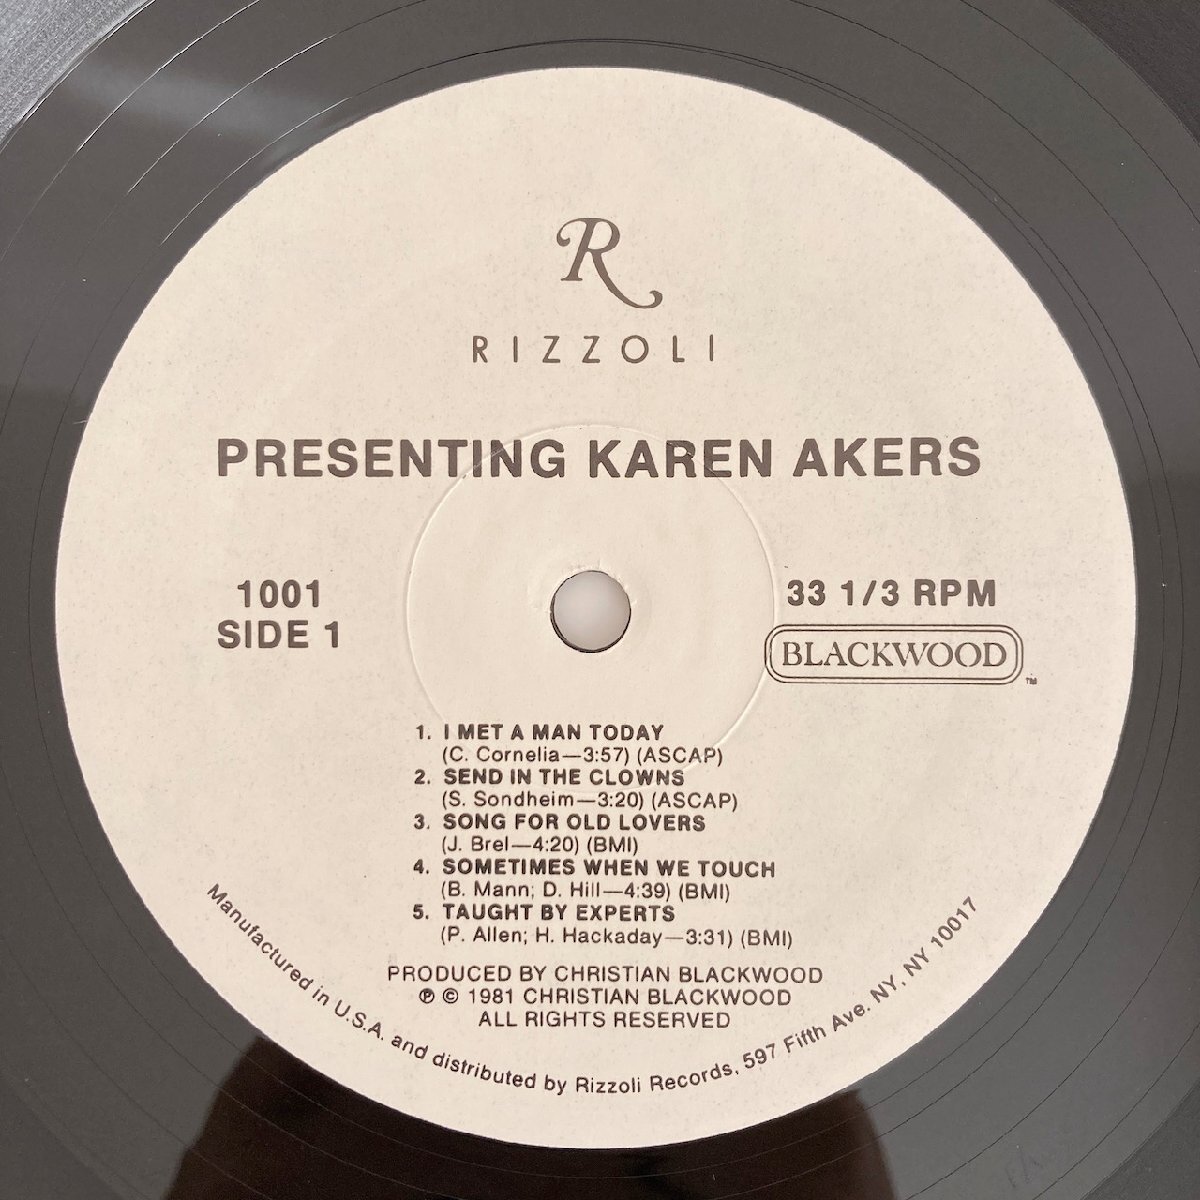 R
RIZZOLI
PRESENTING KAREN AKERS
1001
SIDE 1
33 1/3 RPM
BLACKWOOD™
1. I MET A MAN TODAY
(C. Cornelia—3:57) (ASCAP)
2. SEND IN THE CLOWNS
(S. Sondheim—3:20) (ASCAP)
3. SONG FOR OLD LOVERS
(J. Brel—4:20) (BMI)
4. SOMETIMES WHEN WE TOUCH
(B. Mann; D. Hill—4:39) (BMI)
5. TAUGHT BY EXPERTS
(P. Allen; H. Hackaday—3:31) (BMI)
PRODUCED BY CHRISTIAN BLACKWOOD
℗ © 1981 CHRISTIAN BLACKWOOD
ALL RIGHTS RESERVED
Manufactured in U.S.A. and distributed by Rizzoli Records, 597 Fifth Ave. NY, NY 10017